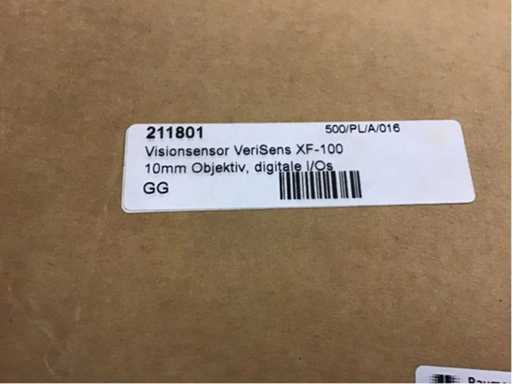 211801 500/PL/A/016
Visionsensor VeriSens XF-100
10mm Objektiv, digitale I/Os
GG